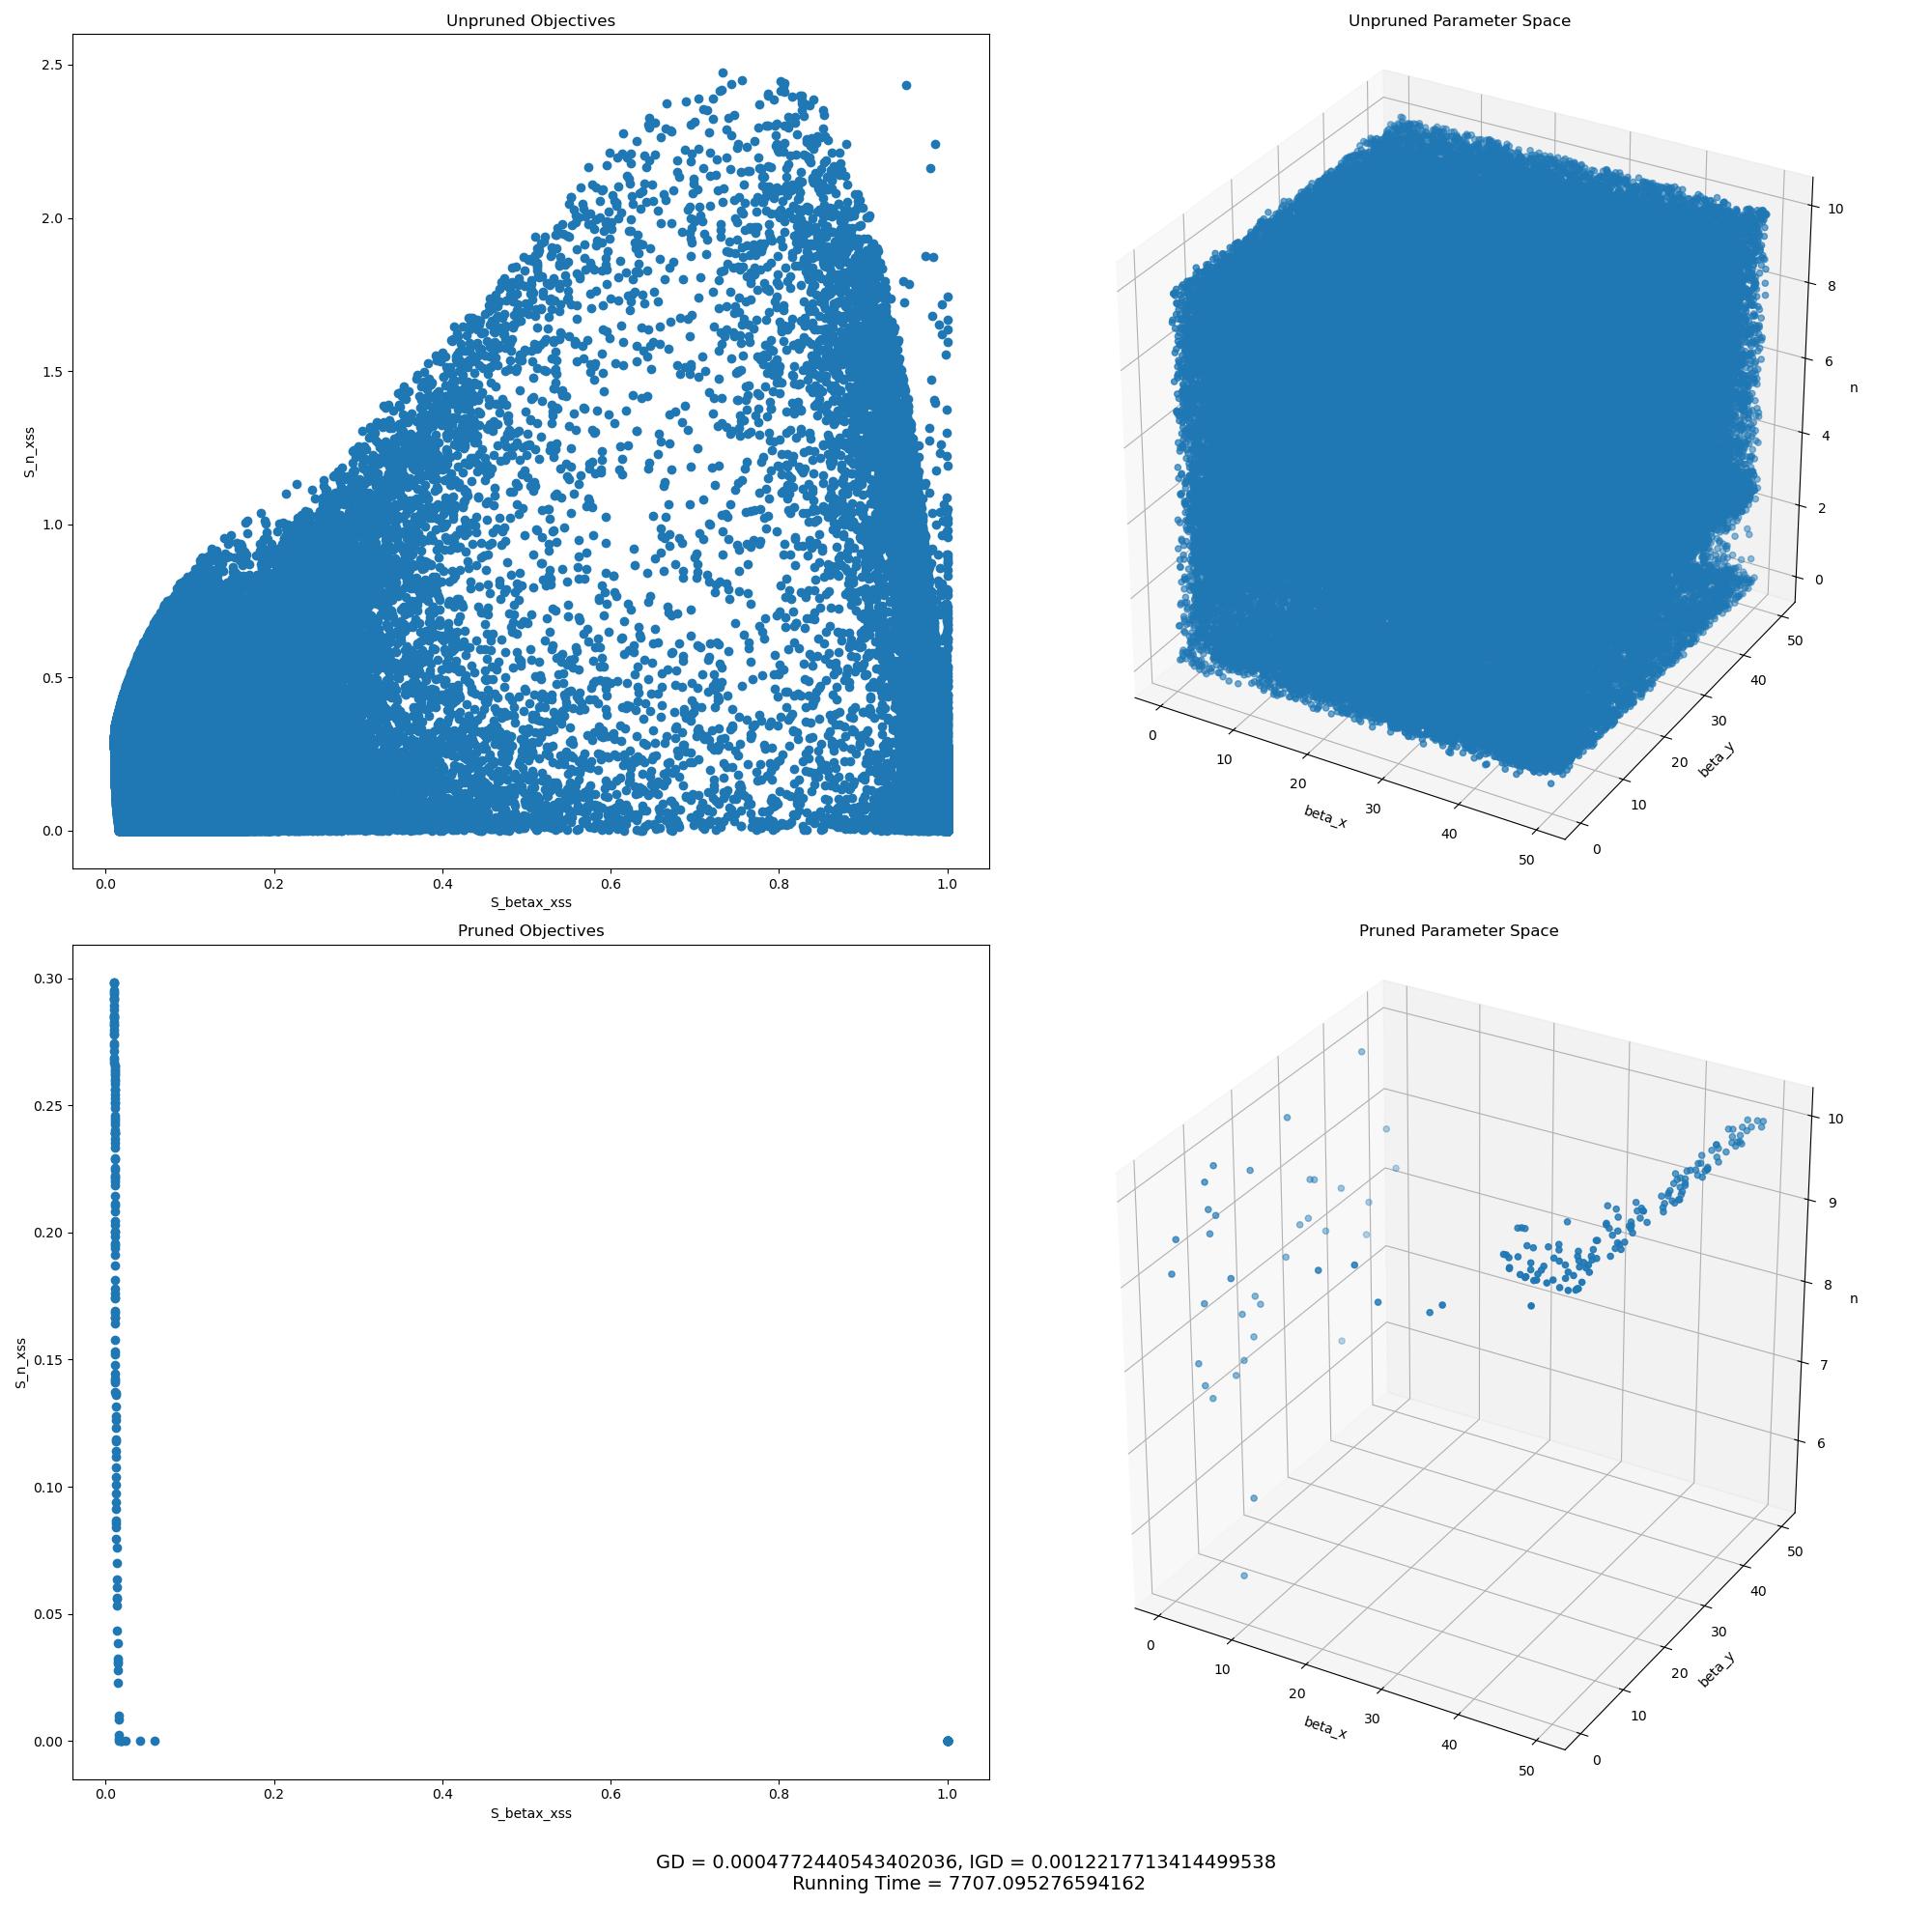 Unpruned Objectives
2.5
2.0
1.5
1.0
0.5
0.0
S_n_xss
0.0 0.2 0.4 0.6 0.8 1.0
S_betax_xss
Unpruned Parameter Space
10
8
6
4
2
0
n
0 10 20 30 40 50
beta_x
0 10 20 30 40 50
beta_y
Pruned Objectives
0.30
0.25
0.20
0.15
0.10
0.05
0.00
S_n_xss
0.0 0.2 0.4 0.6 0.8 1.0
S_betax_xss
Pruned Parameter Space
10
9
8
7
6
n
0 10 20 30 40 50
beta_x
0 10 20 30 40 50
beta_y
GD = 0.0004772440543402036, IGD = 0.0012217713414499538
Running Time = 7707.095276594162